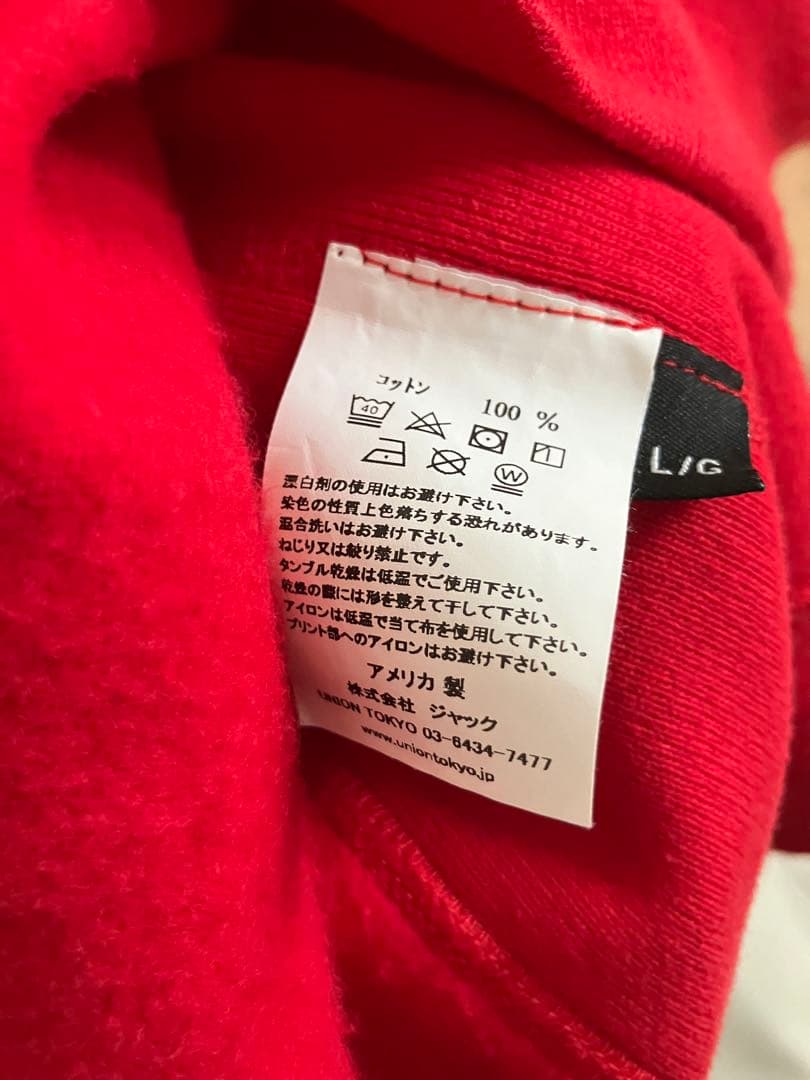 コットン 100 %
40
W
漂白剤の使用はお避け下さい。
染色の性質上色落ちする恐れがあります。
混合洗いはお避け下さい。
ねじり又は絞り禁止です。
タンブル乾燥は低温でご使用下さい。
乾燥の際には形を整えて干して下さい。
アイロンは低温で当て布を使用して下さい。
プリント部へのアイロンはお避け下さい。
アメリカ 製
株式会社 ジャック
UNION TOKYO 03-6434-7477
www.uniontokyo.jp
L/G